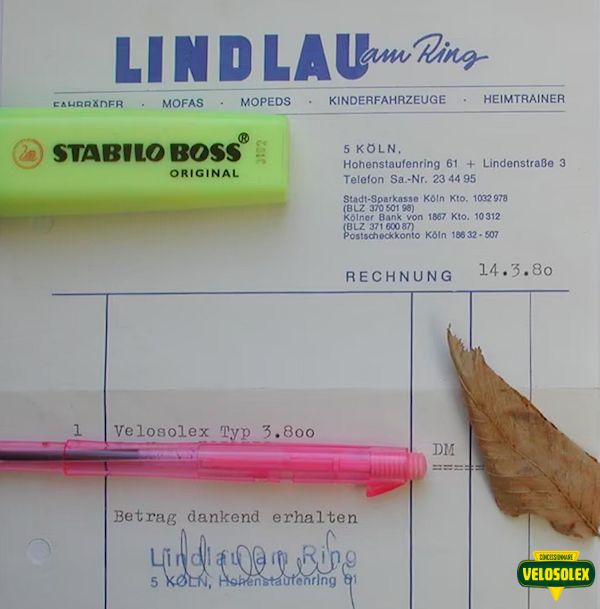 LINDLAU am Ring
FAHRRÄDER · MOFAS · MOPEDS · KINDERFAHRZEUGE · HEIMTRAINER
STABILO BOSS®
ORIGINAL
5 KÖLN,
Hohenstaufenring 61 + Lindenstraße 3
Telefon Sa.-Nr. 23 44 95
Stadt-Sparkasse Köln Kto. 1032 978
(BLZ 370 501 98)
Kölner Bank von 1867 Kto. 10 312
(BLZ 371 600 87)
Postscheckkonto Köln 186 32 - 507
RECHNUNG 14.3.80
1 Velosolex Typ 3.800
DM
=====
Betrag dankend erhalten
Lindlau am Ring
5 KÖLN, Hohenstaufenring 61
CONCESSIONNAIRE
VELOSOLEX